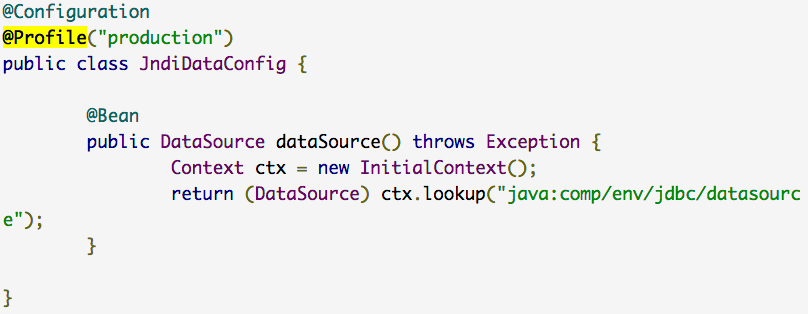 @Configuration
@Profile("production")
public class JndiDataConfig {
@Bean
public DataSource dataSource() throws Exception {
Context ctx = new InitialContext();
return (DataSource) ctx.lookup("java:comp/env/jdbc/datasourc
e");
}
}